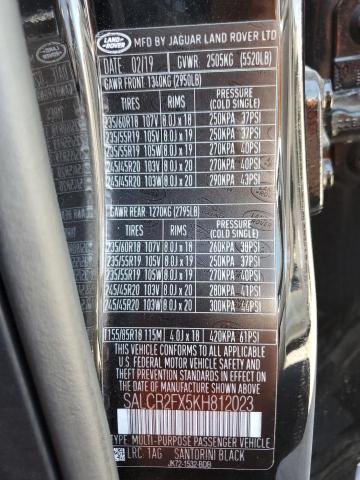 LAND ROVER MFD BY JAGUAR LAND ROVER LTD
DATE 02/19 GVWR. 2505KG (5520LB)
GAWR FRONT 1340KG (2950LB)
TIRES RIMS PRESSURE (COLD SINGLE)
235/60R18 107V 8.0J x 18 250KPA 37PSI
235/55R19 105V 8.0J x 19 250KPA 37PSI
235/55R19 105W 8.0J x 19 270KPA 40PSI
245/45R20 103V 8.0J x 20 270KPA 40PSI
245/45R20 103W 8.0J x 20 290KPA 43PSI
GAWR REAR. 1270KG (2795LB)
TIRES RIMS PRESSURE (COLD SINGLE)
235/60R18 107V 8.0J x 18 260KPA 38PSI
235/55R19 105V 8.0J x 19 250KPA 37PSI
235/55R19 105W 8.0J x 19 270KPA 40PSI
245/45R20 103V 8.0J x 20 280KPA 41PSI
245/45R20 103W 8.0J x 20 300KPA 44PSI
T155/85R18 115M 4.0J x 18 420KPA 61PSI
THIS VEHICLE CONFORMS TO ALL APPLICABLE
U.S. FEDERAL MOTOR VEHICLE SAFETY
AND THEFT PREVENTION STANDARDS IN EFFECT
ON THE DATE OF MANUFACTURE SHOWN ABOVE
SALCR2FX5KH812023
TYPE: MULTI-PURPOSE PASSENGER VEHICLE
LRC: 1AG SANTORINI BLACK
JK72-1532-BDB